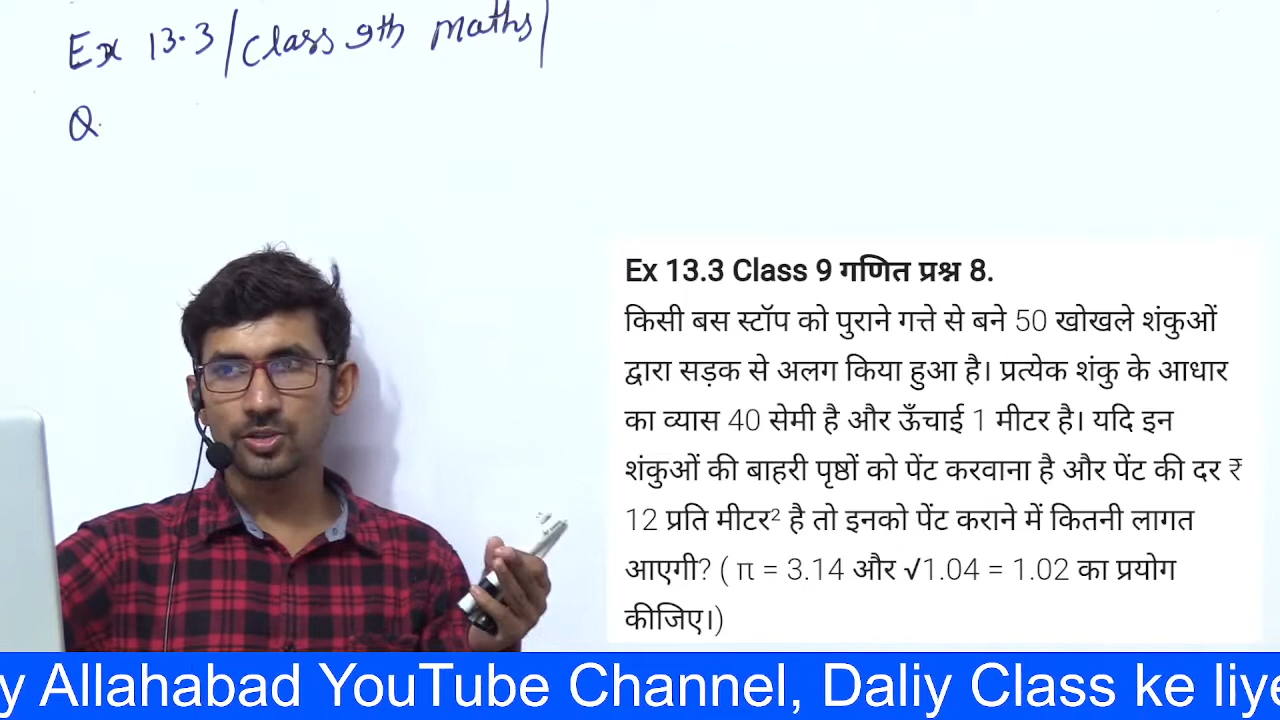 Ex 13.3/Class 9th maths/
Q.
Ex 13.3 Class 9 गणित प्रश्न 8.
किसी बस स्टॉप को पुराने गत्ते से बने 50 खोखले शंकुओं
द्वारा सड़क से अलग किया हुआ है। प्रत्येक शंकु के आधार
का व्यास 40 सेमी है और ऊँचाई 1 मीटर है। यदि इन
शंकुओं की बाहरी पृष्ठों को पेंट करवाना है और पेंट की दर ₹
12 प्रति मीटर² है तो इनको पेंट कराने में कितनी लागत
आएगी? ( π = 3.14 और √1.04 = 1.02 का प्रयोग
कीजिए।)
y Allahabad YouTube Channel, Daliy Class ke liye